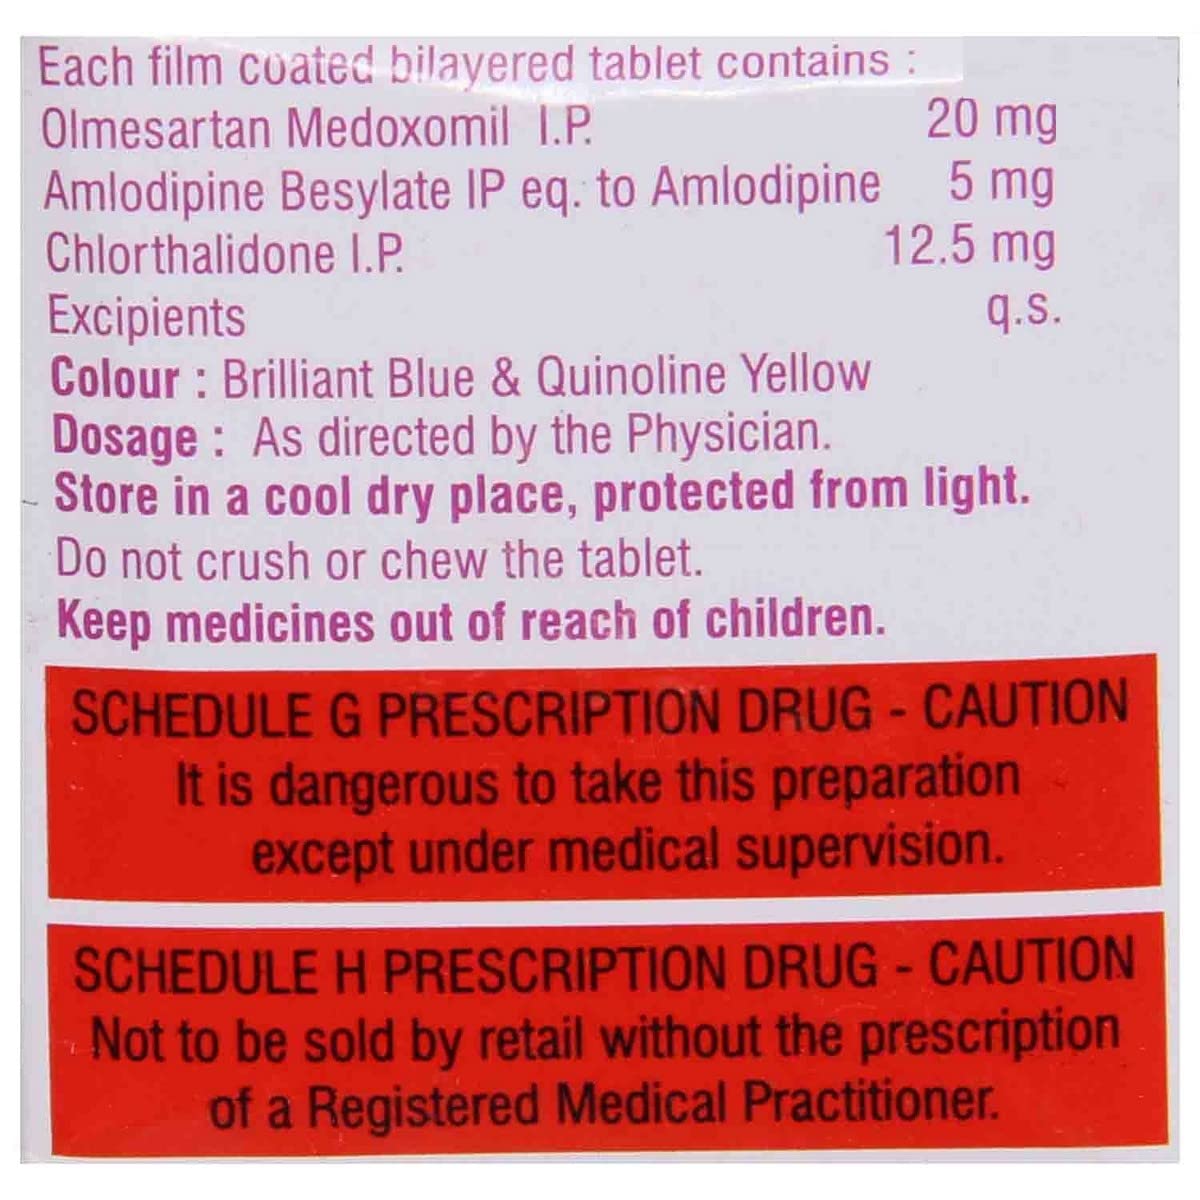 Each film coated bilayered tablet contains :
Olmesartan Medoxomil I.P. 20 mg
Amlodipine Besylate IP eq. to Amlodipine 5 mg
Chlorthalidone I.P. 12.5 mg
Excipients q.s.
Colour : Brilliant Blue & Quinoline Yellow
Dosage : As directed by the Physician.
Store in a cool dry place, protected from light.
Do not crush or chew the tablet.
Keep medicines out of reach of children.
SCHEDULE G PRESCRIPTION DRUG - CAUTION
It is dangerous to take this preparation
except under medical supervision.
SCHEDULE H PRESCRIPTION DRUG - CAUTION
Not to be sold by retail without the prescription
of a Registered Medical Practitioner.